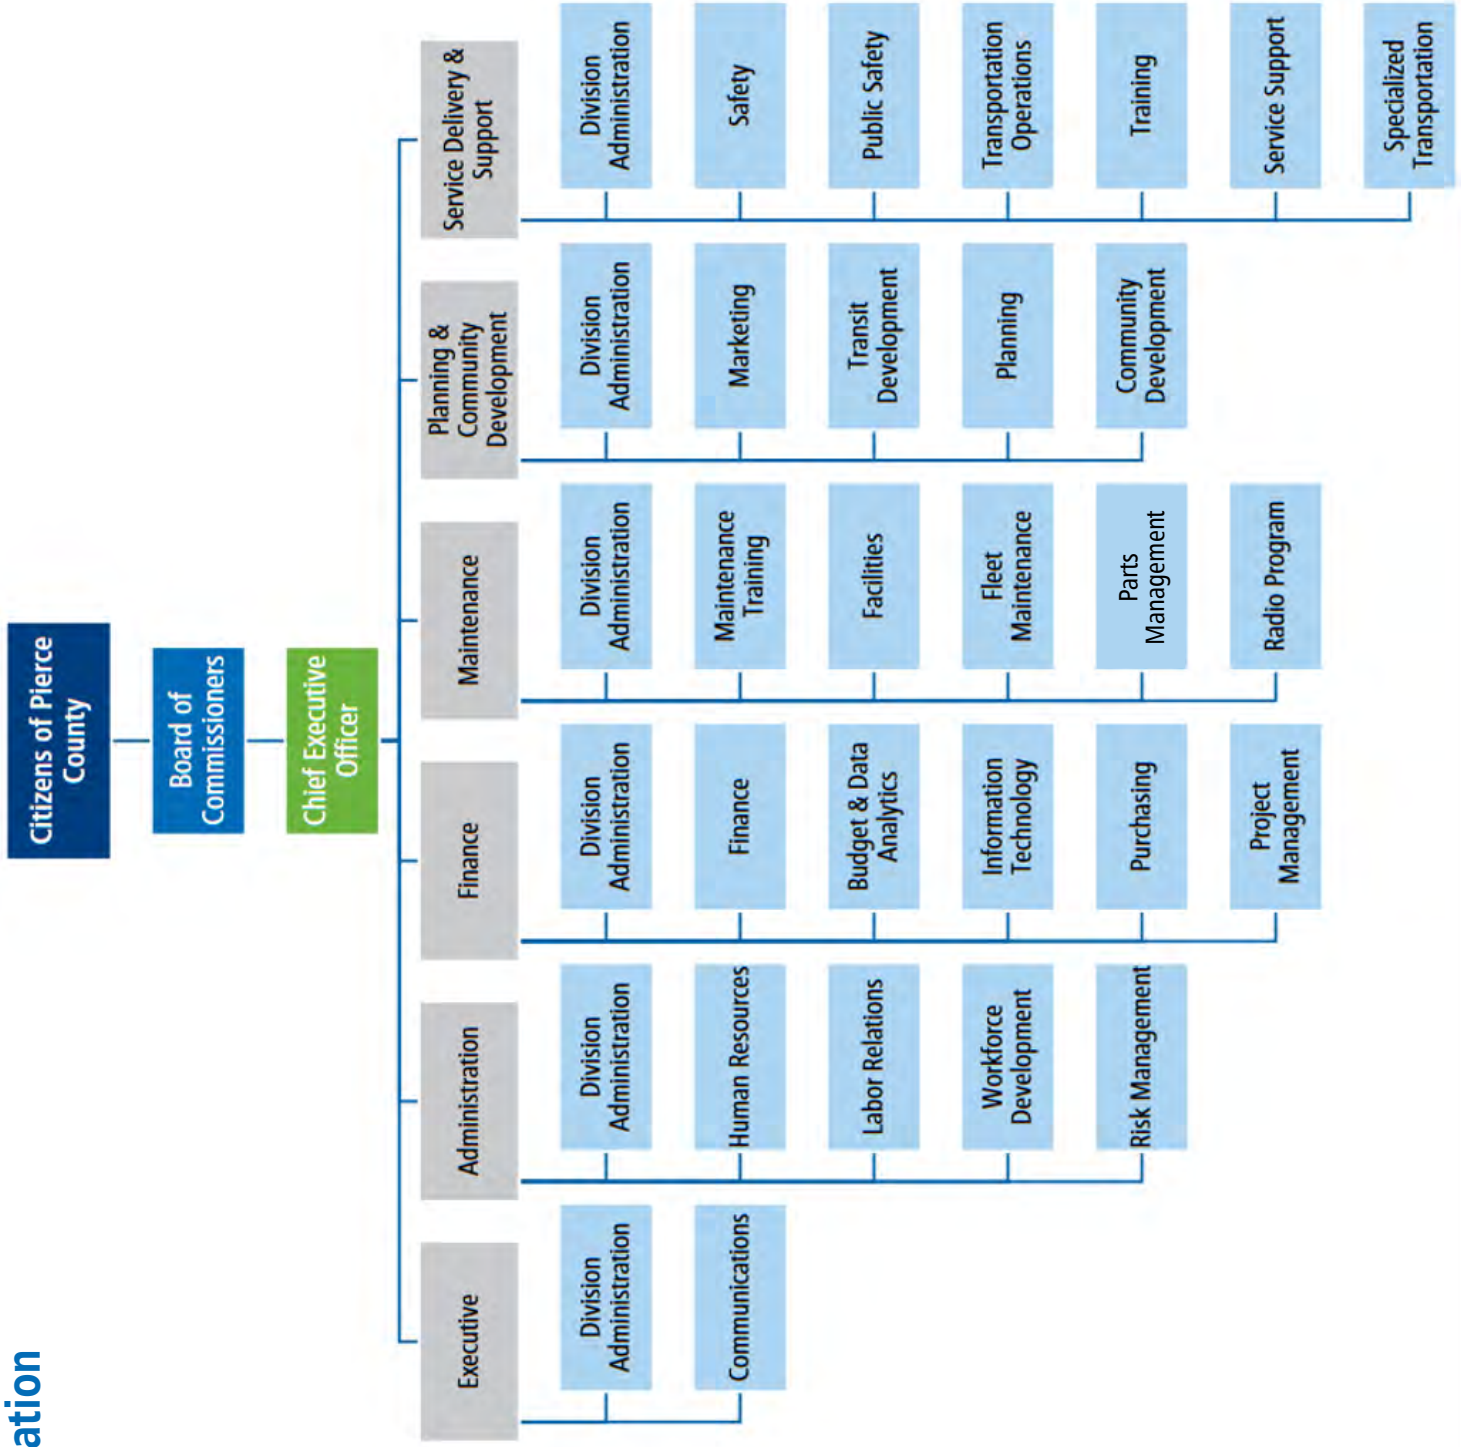 ation
Citizens of Pierce
County
Board of
Commissioners
Chief Executive
Officer
Executive
Division
Administration
Communications
Administration
Division
Administration
Human Resources
Labor Relations
Workforce
Development
Risk Management
Finance
Division
Administration
Finance
Budget & Data
Analytics
Information
Technology
Purchasing
Project
Management
Maintenance
Division
Administration
Maintenance
Training
Facilities
Fleet
Maintenance
Parts
Management
Radio Program
Planning &
Community
Development
Division
Administration
Marketing
Transit
Development
Planning
Community
Development
Service Delivery &
Support
Division
Administration
Safety
Public Safety
Transportation
Operations
Training
Service Support
Specialized
Transportation